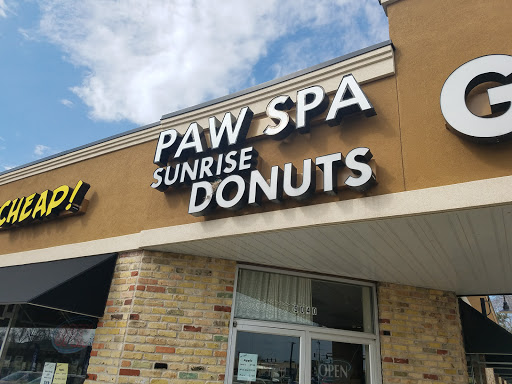 CHEAP!
PAW SPA
SUNRISE
DONUTS
G
OPEN